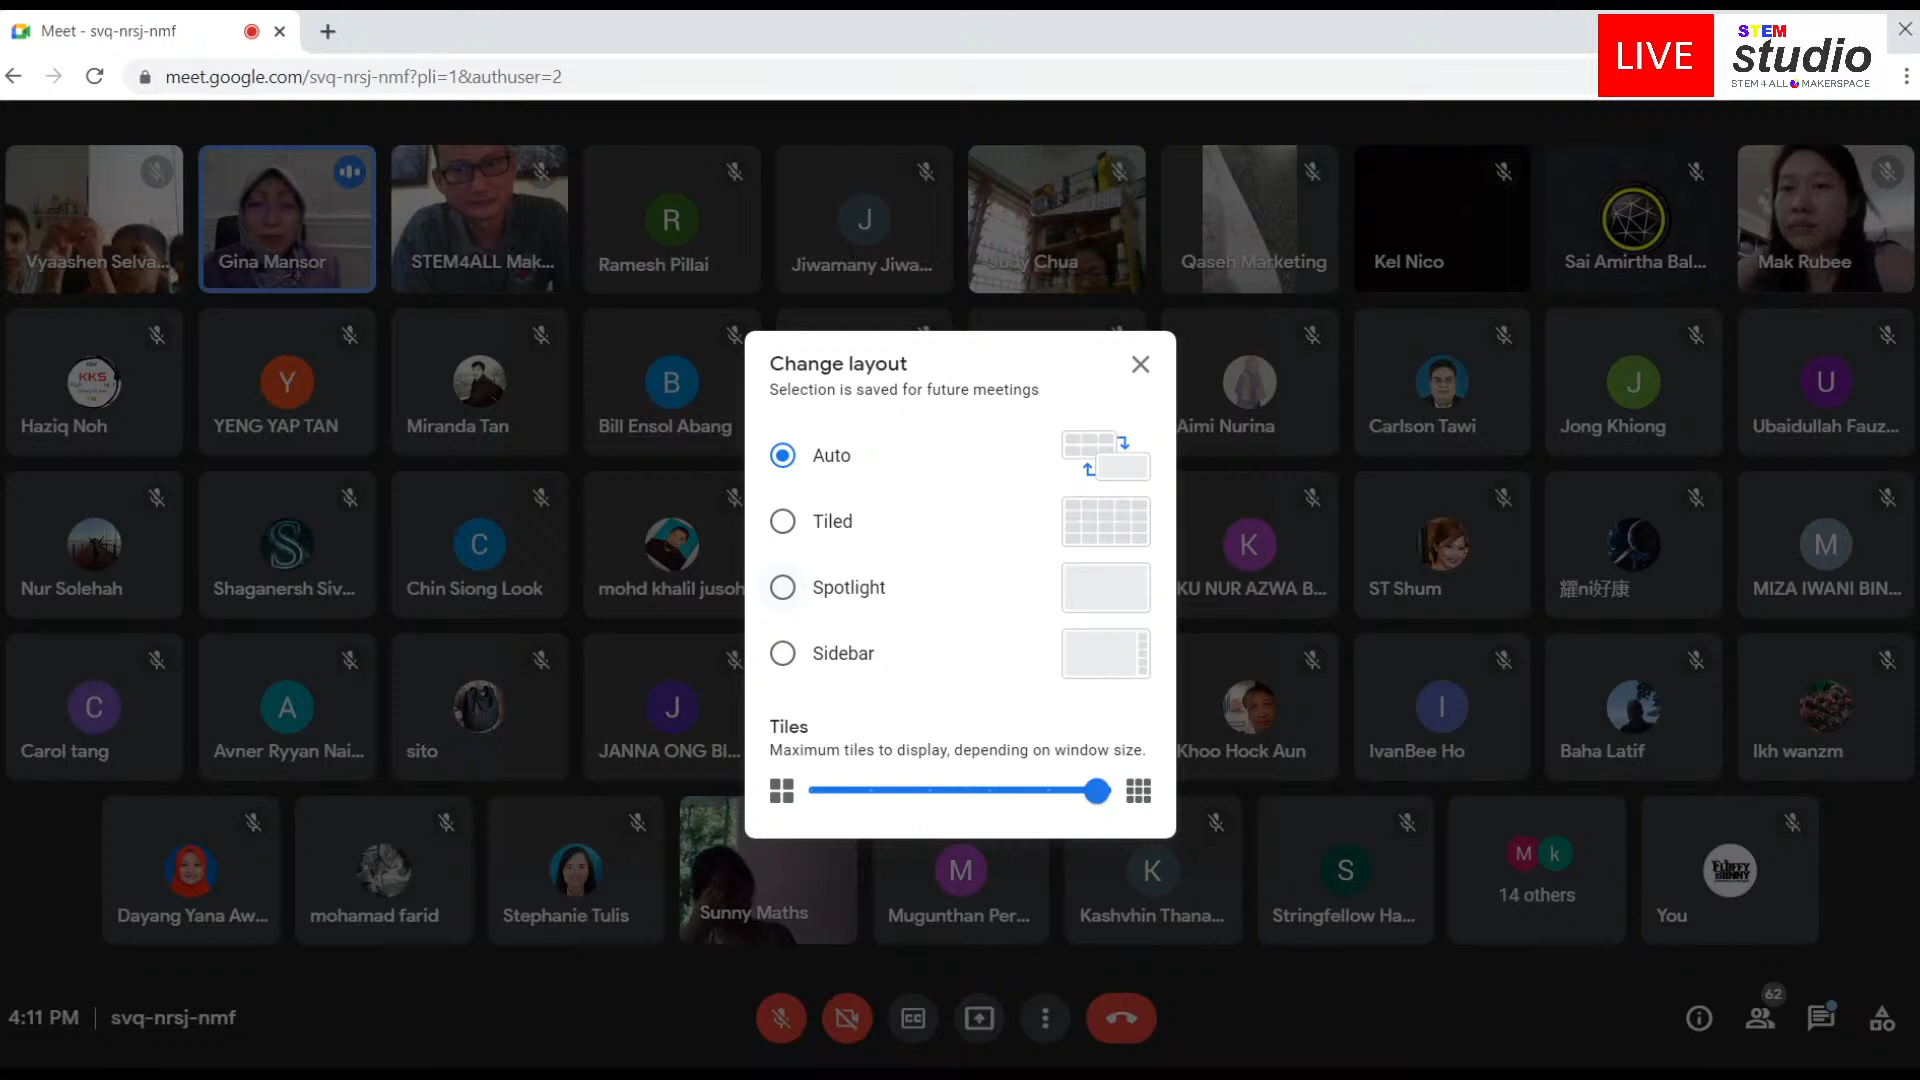 Meet - svq-nrsj-nmf
meet.google.com/svq-nrsj-nmf?pli=1&authuser=2
LIVE
STEM
studio
STEM4ALL MAKERSPACE
Vyaashen Selva...
Gina Mansor
STEM4ALL Mak...
R
Ramesh Pillai
J
Jiwamany Jiwa...
Judy Chua
Qaseh Marketing
Kel Nico
Sai Amirtha Bal...
Mak Rubee
KKS
Haziq Noh
Y
YENG YAP TAN
Miranda Tan
B
Bill Ensol Abang
Aimi Nurina
Carlson Tawi
J
Jong Khiong
U
Ubaidullah Fauz...
Change layout
Selection is saved for future meetings
Auto
Tiled
Spotlight
Sidebar
Tiles
Maximum tiles to display, depending on window size.
Nur Solehah
S
Shaganersh Siv...
C
Chin Siong Look
mohd khalil jusoh
K
KU NUR AZWA B...
ST Shum
耀ni好康
M
MIZA IWANI BIN...
C
Carol tang
A
Avner Ryyan Nai...
sito
J
JANNA ONG BI...
Khoo Hock Aun
I
IvanBee Ho
Baha Latif
Ikh wanzm
Dayang Yana Aw...
mohamad farid
Stephanie Tulis
Sunny Maths
M
Mugunthan Per...
K
Kashvhin Thana...
S
Stringfellow Ha...
M k
14 others
FLUFFY BUNNY
You
4:11 PM | svq-nrsj-nmf
CC
62